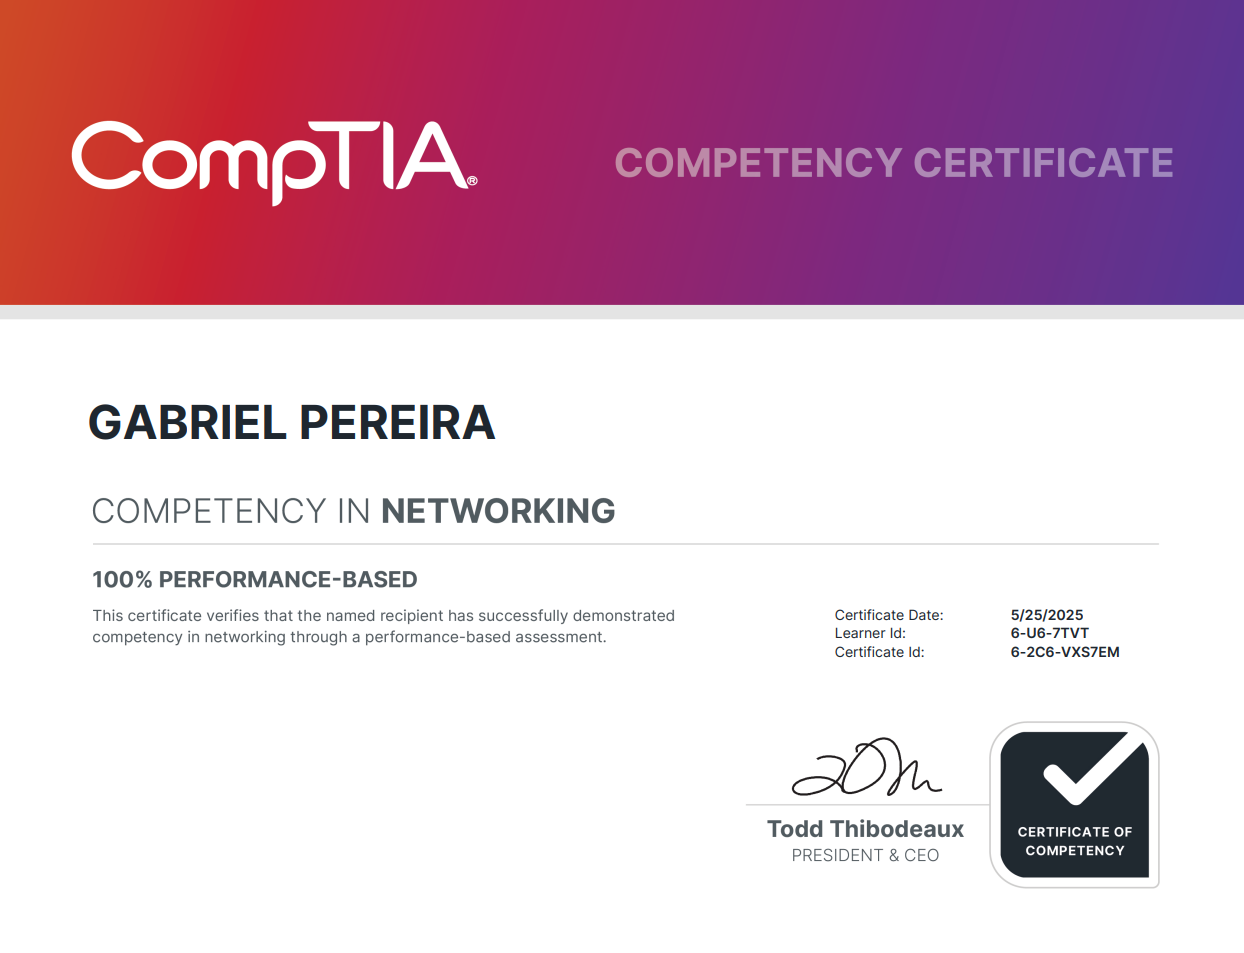 CompTIA®
COMPETENCY CERTIFICATE
GABRIEL PEREIRA
COMPETENCY IN NETWORKING
100% PERFORMANCE-BASED
This certificate verifies that the named recipient has successfully demonstrated
competency in networking through a performance-based assessment.
Certificate Date: 5/25/2025
Learner Id: 6-U6-7TVT
Certificate Id: 6-2C6-VXS7EM
Todd Thibodeaux
PRESIDENT & CEO
CERTIFICATE OF
COMPETENCY